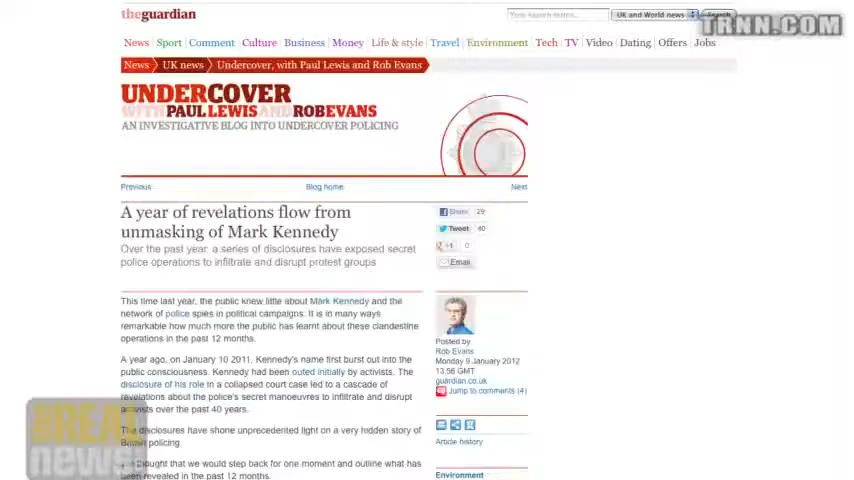 theguardian
UK and World news
TRNN.COM
News Sport Comment Culture Business Money Life & style Travel Environment Tech TV Video Dating Offers Jobs
News UK news Undercover, with Paul Lewis and Rob Evans
UNDERCOVER
WITH PAUL LEWIS AND ROB EVANS
AN INVESTIGATIVE BLOG INTO UNDERCOVER POLICING
Previous Blog home Next
A year of revelations flow from
unmasking of Mark Kennedy
Over the past year a series of disclosures have exposed secret
police operations to infiltrate and disrupt protest groups
Share 29
Tweet 40
+1 0
Email
This time last year, the public knew little about Mark Kennedy and the
network of police spies in political campaigns. It is in many ways
remarkable how much more the public has learnt about these clandestine
operations in the past 12 months.
A year ago, on January 10 2011, Kennedy's name first burst out into the
public consciousness. Kennedy had been outed initially by activists. The
disclosure of his role in a collapsed court case led to a cascade of
revelations about the police's secret manoeuvres to infiltrate and disrupt
activists over the past 40 years.
The disclosures have shone unprecedented light on a very hidden story of
British policing.
thought that we would step back for one moment and outline what has
been revealed in the past 12 months.
Posted by
Rob Evans
Monday 9 January 2012
13.56 GMT
guardian.co.uk
Jump to comments (4)
Article history
Environment
THE REAL
news